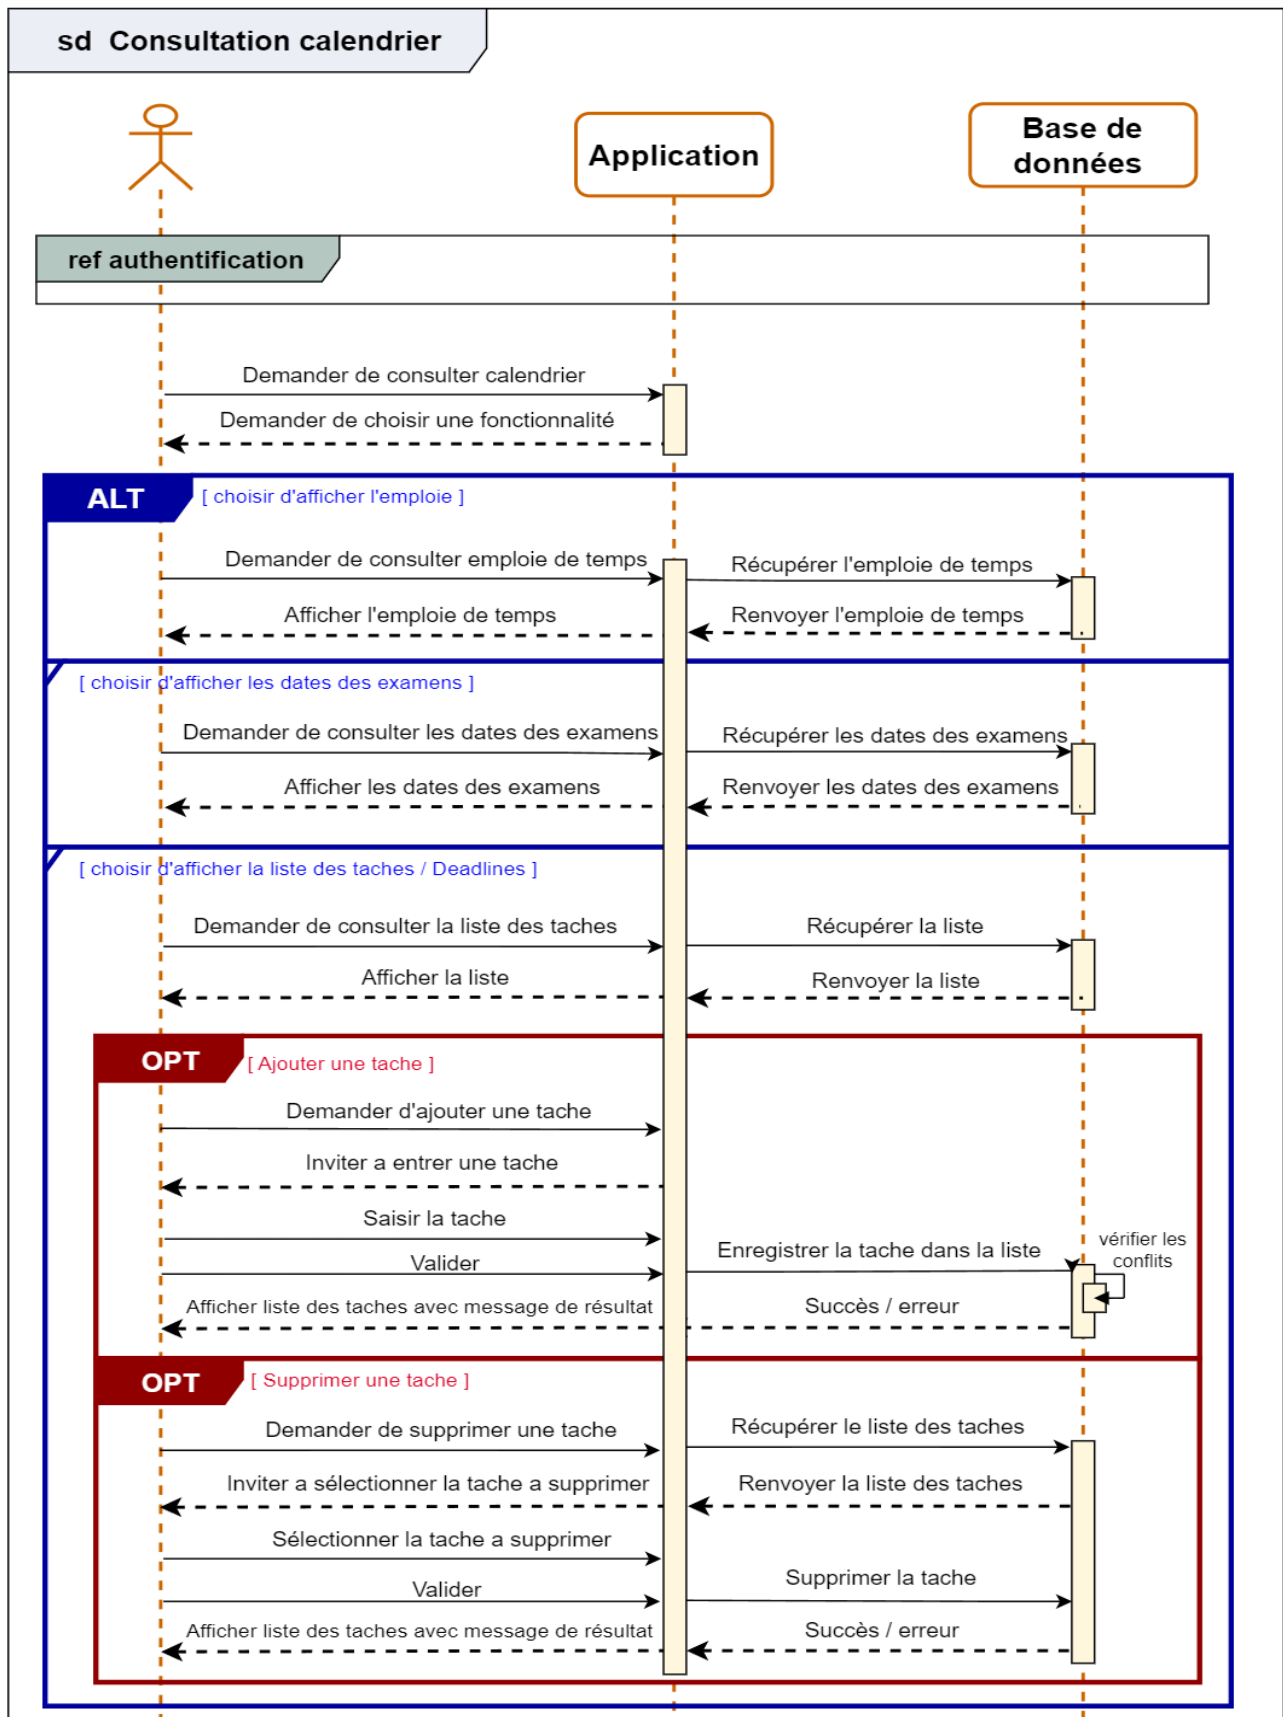 sd Consultation calendrier
Application
Base de
données
ref authentification
Demander de consulter calendrier
Demander de choisir une fonctionnalité
ALT
[ choisir d'afficher l'emploie ]
Demander de consulter emploie de temps
Récupérer l'emploie de temps
Afficher l'emploie de temps
Renvoyer l'emploie de temps
[ choisir d'afficher les dates des examens ]
Demander de consulter les dates des examens
Récupérer les dates des examens
Afficher les dates des examens
Renvoyer les dates des examens
[ choisir d'afficher la liste des taches / Deadlines ]
Demander de consulter la liste des taches
Récupérer la liste
Afficher la liste
Renvoyer la liste
OPT
[ Ajouter une tache ]
Demander d'ajouter une tache
Inviter a entrer une tache
Saisir la tache
Valider
Enregistrer la tache dans la liste
vérifier les
conflits
Afficher liste des taches avec message de résultat
Succès / erreur
OPT
[ Supprimer une tache ]
Demander de supprimer une tache
Récupérer le liste des taches
Inviter a sélectionner la tache a supprimer
Renvoyer la liste des taches
Sélectionner la tache a supprimer
Valider
Supprimer la tache
Afficher liste des taches avec message de résultat
Succès / erreur